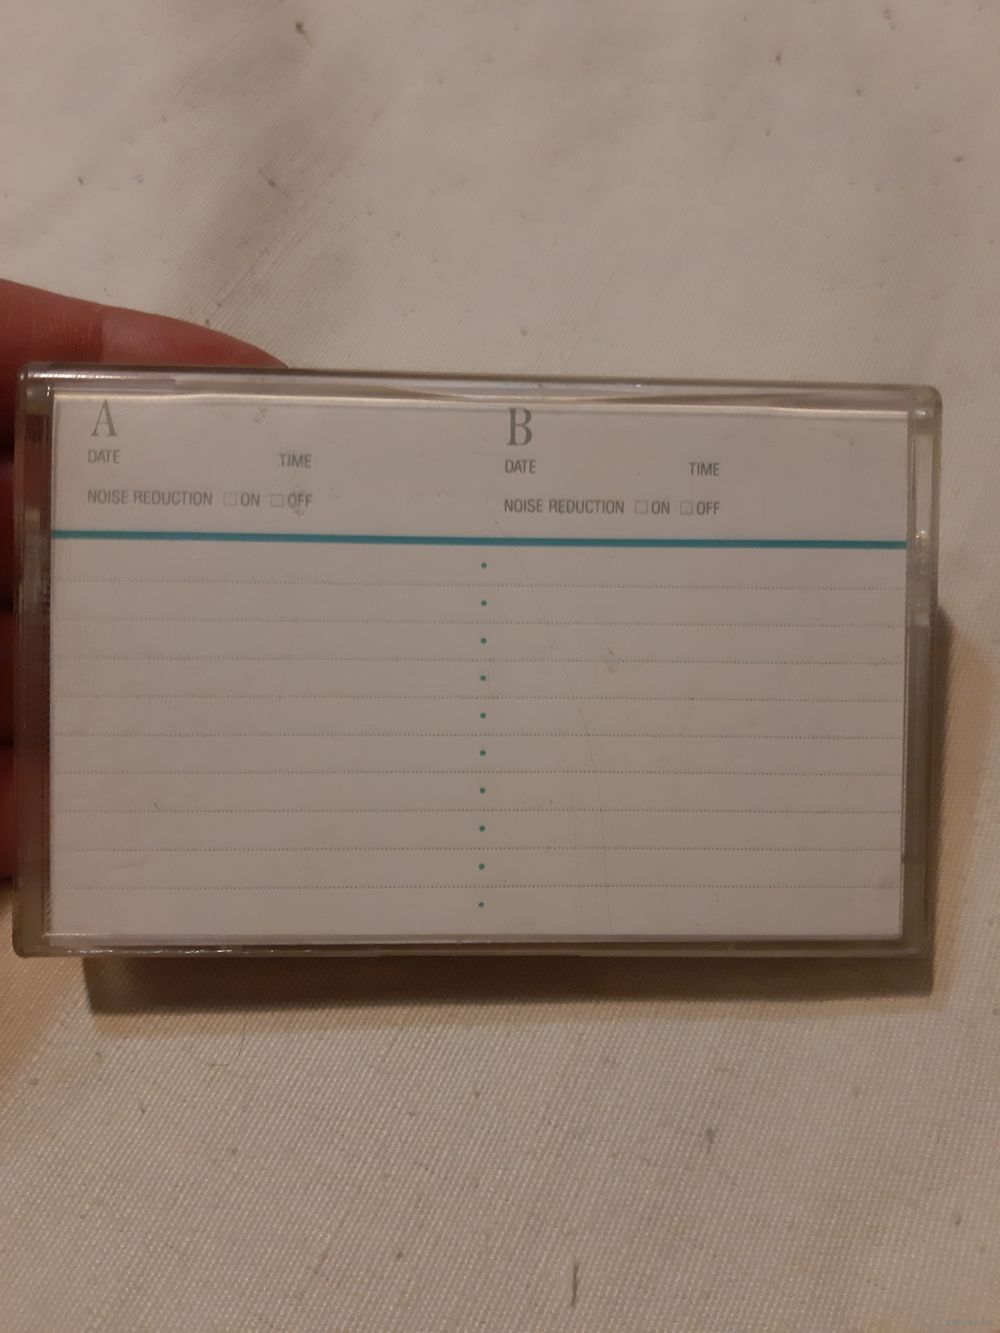 A
DATE TIME
NOISE REDUCTION ON OFF
B
DATE TIME
NOISE REDUCTION ON OFF